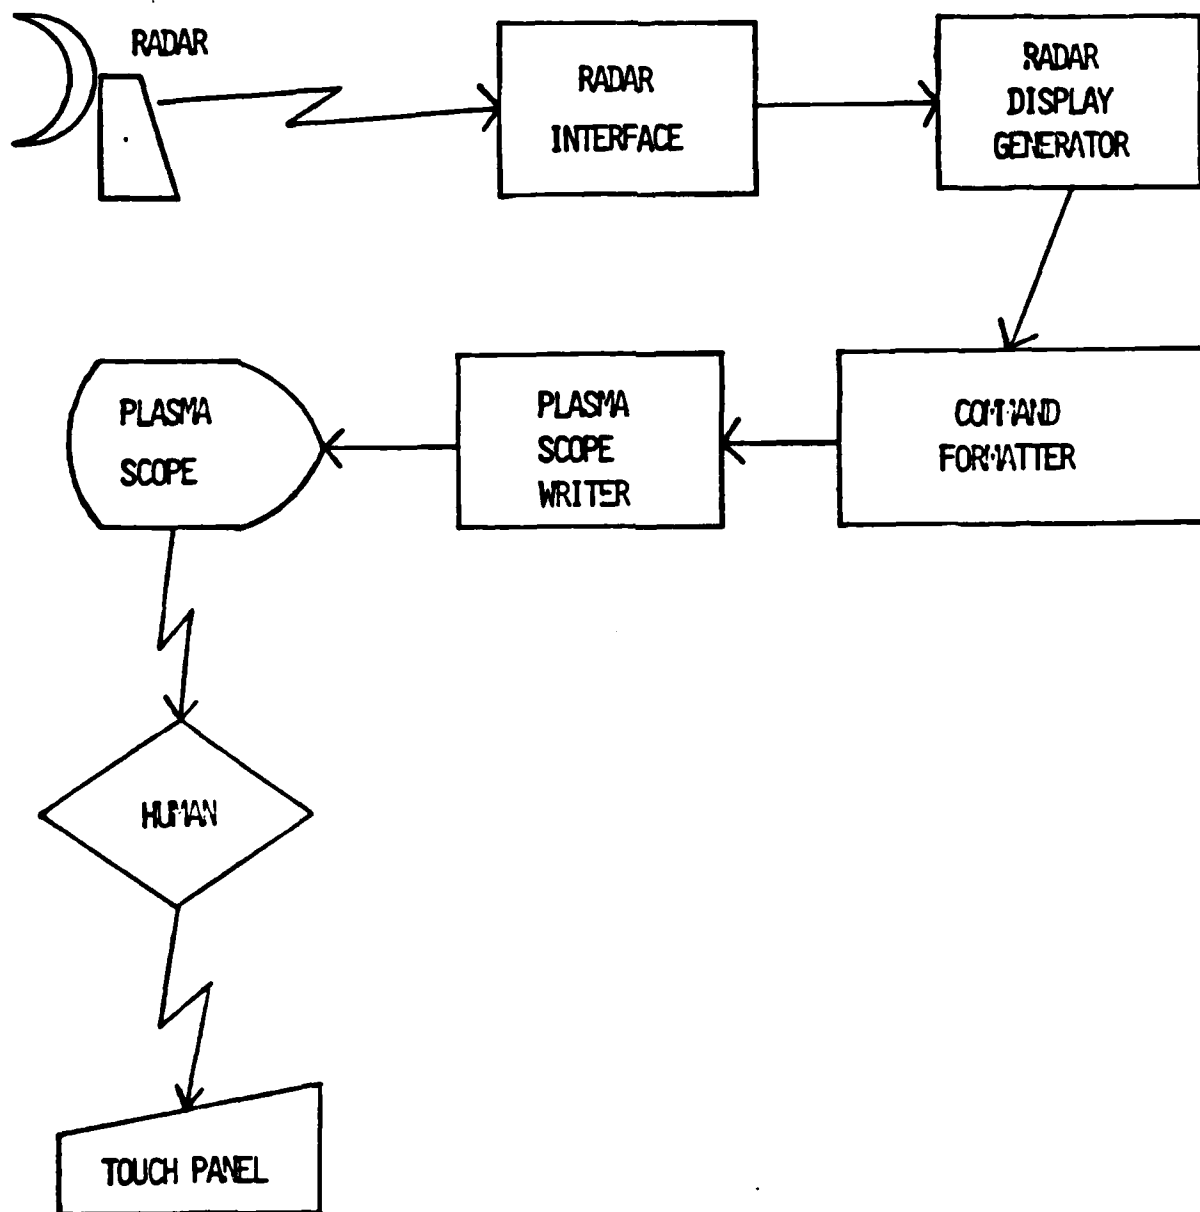 RADAR
RADAR
INTERFACE
RADAR
DISPLAY
GENERATOR
COMMAND
FORMATTER
PLASMA
SCOPE
WRITER
PLASMA
SCOPE
HUMAN
TOUCH PANEL